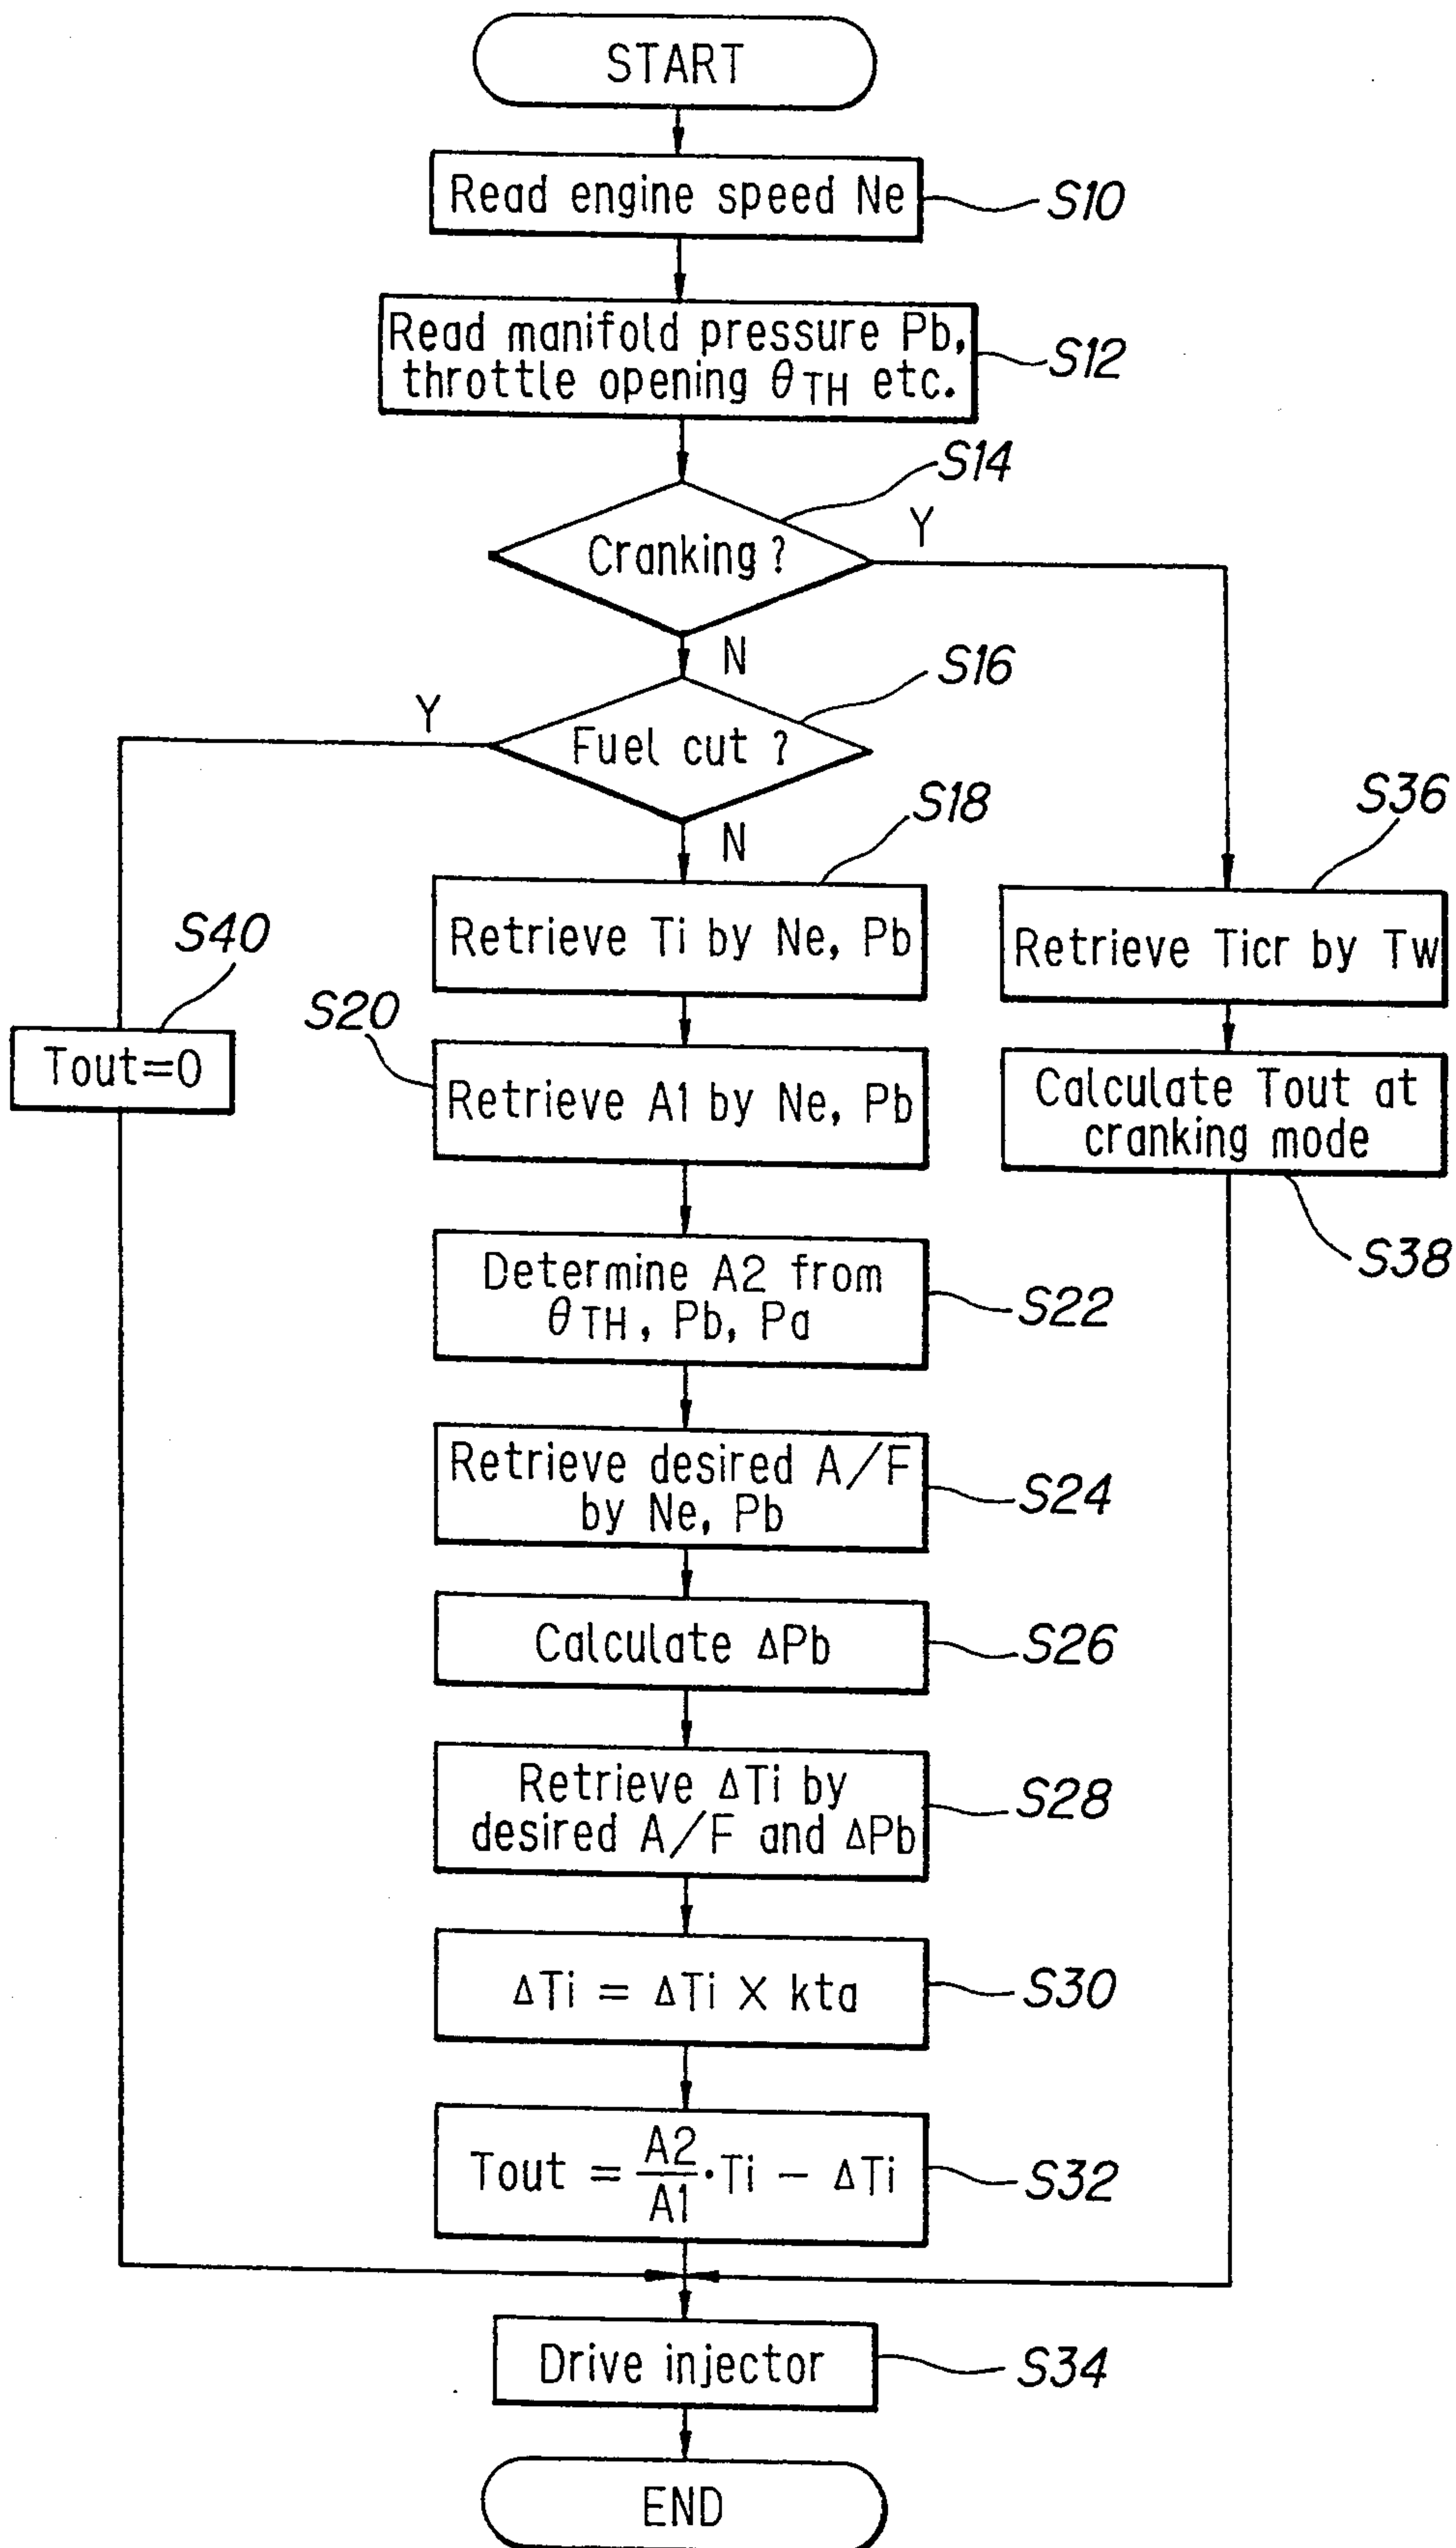 START
Read engine speed Ne
S10
Read manifold pressure Pb,
throttle opening θTH etc.
S12
S14
Cranking ?
Y
N
S16
Y
Fuel cut ?
N
S18
S36
Retrieve Ti by Ne, Pb
Retrieve Ticr by Tw
S40
Tout=0
S20
Retrieve A1 by Ne, Pb
Calculate Tout at
cranking mode
S38
Determine A2 from
θTH, Pb, Pa
S22
Retrieve desired A/F
by Ne, Pb
S24
Calculate ΔPb
S26
Retrieve ΔTi by
desired A/F and ΔPb
S28
ΔTi = ΔTi × kta
S30
Tout = A2/A1 · Ti − ΔTi
S32
Drive injector
S34
END